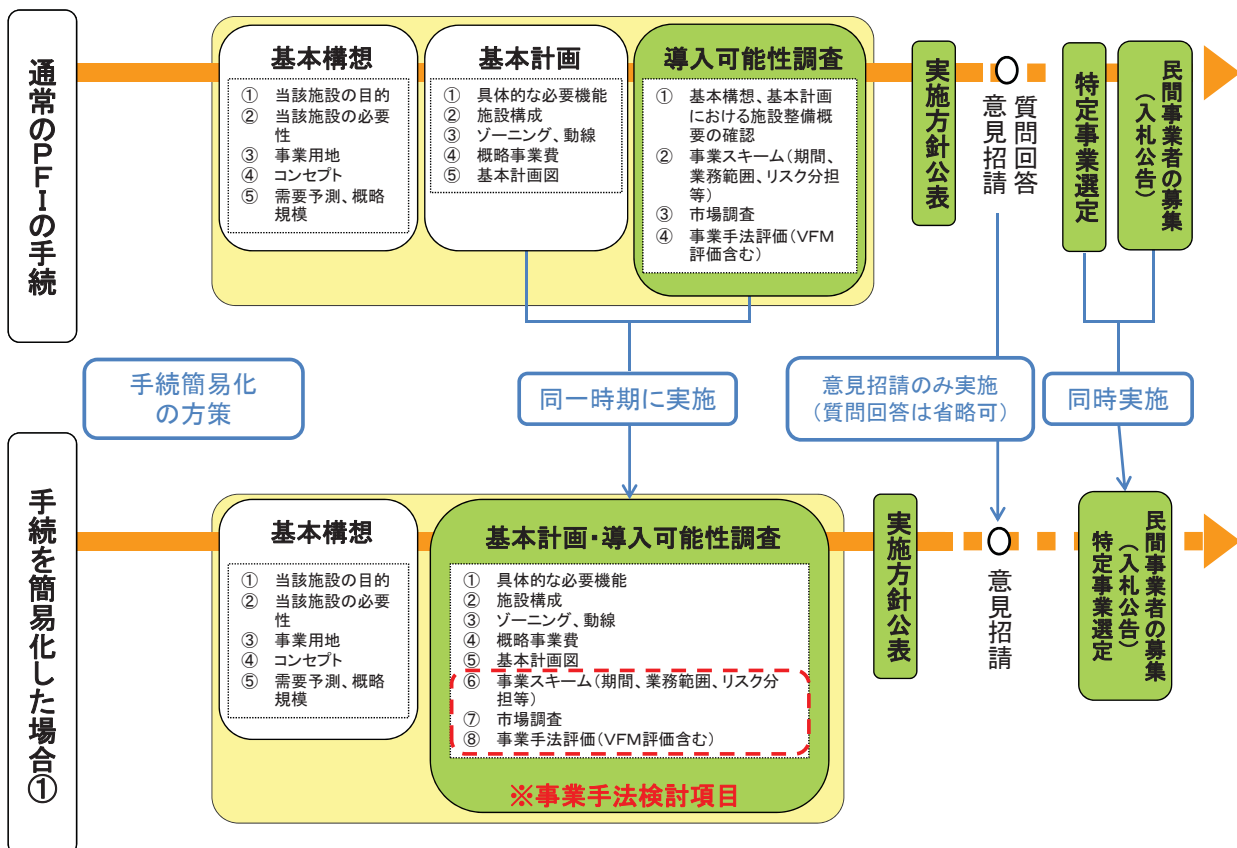 通常のPFIの手続
基本構想
① 当該施設の目的
② 当該施設の必要
性
③ 事業用地
④ コンセプト
⑤ 需要予測、概略
規模
基本計画
① 具体的な必要機能
② 施設構成
③ ゾーニング、動線
④ 概略事業費
⑤ 基本計画図
導入可能性調査
① 基本構想、基本計画
における施設整備概
要の確認
② 事業スキーム(期間、
業務範囲、リスク分担
等)
③ 市場調査
④ 事業手法評価(VFM
評価含む)
実施方針公表
質問回答
意見招請
特定事業選定
民間事業者の募集
(入札公告)
手続簡易化
の方策
同一時期に実施
意見招請のみ実施
(質問回答は省略可)
同時実施
手続を簡易化した場合①
基本構想
① 当該施設の目的
② 当該施設の必要
性
③ 事業用地
④ コンセプト
⑤ 需要予測、概略
規模
基本計画・導入可能性調査
① 具体的な必要機能
② 施設構成
③ ゾーニング、動線
④ 概略事業費
⑤ 基本計画図
⑥ 事業スキーム(期間、業務範囲、リスク分
担等)
⑦ 市場調査
⑧ 事業手法評価(VFM評価含む)
※事業手法検討項目
実施方針公表
意見招請
民間事業者の募集
(入札公告)
特定事業選定